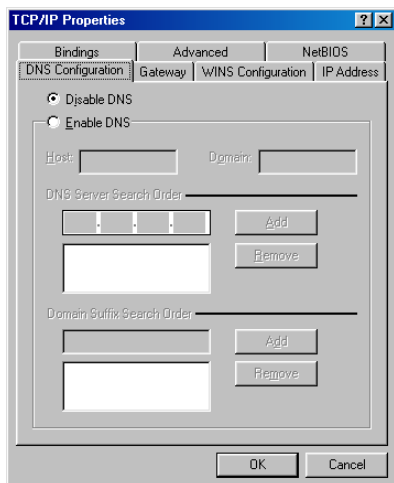 TCP/IP Properties
Bindings Advanced NetBIOS
DNS Configuration Gateway WINS Configuration IP Address
Disable DNS
Enable DNS
Host: Domain:
DNS Server Search Order
Add
Remove
Domain Suffix Search Order
Add
Remove
OK Cancel